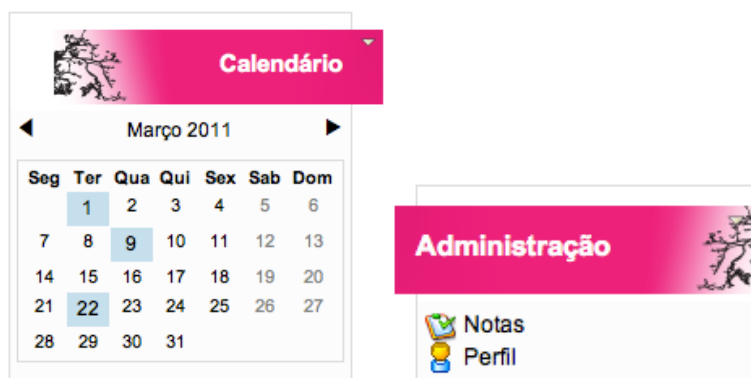 Calendário
Março 2011
Seg Ter Qua Qui Sex Sab Dom
1 2 3 4 5 6
7 8 9 10 11 12 13
14 15 16 17 18 19 20
21 22 23 24 25 26 27
28 29 30 31
Administração
Notas
Perfil